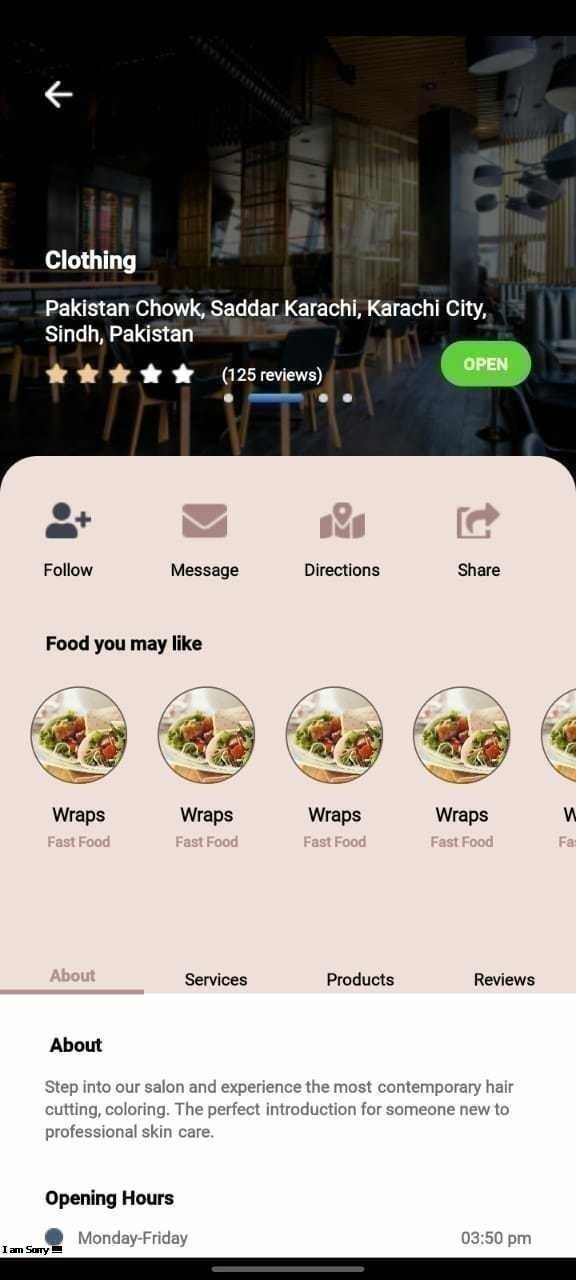 Clothing
Pakistan Chowk, Saddar Karachi, Karachi City,
Sindh, Pakistan
(125 reviews)
OPEN
Follow Message Directions Share
Food you may like
Wraps Wraps Wraps Wraps W
Fast Food Fast Food Fast Food Fast Food Fa
About Services Products Reviews
About
Step into our salon and experience the most contemporary hair
cutting, coloring. The perfect introduction for someone new to
professional skin care.
Opening Hours
Monday-Friday 03:50 pm
I am Sorry